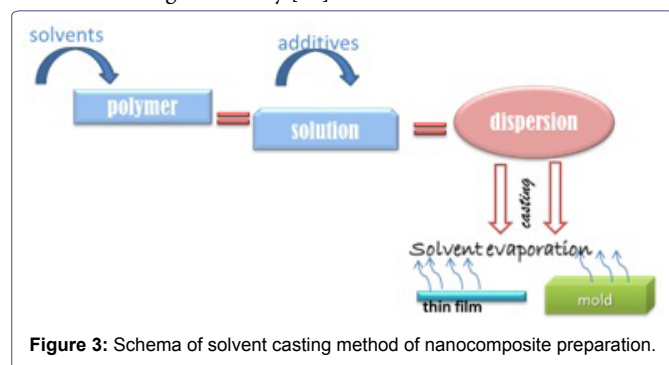 solvents
additives
polymer
solution
dispersion
casting
Solvent evaporation
thin film
mold
Figure 3: Schema of solvent casting method of nanocomposite preparation.